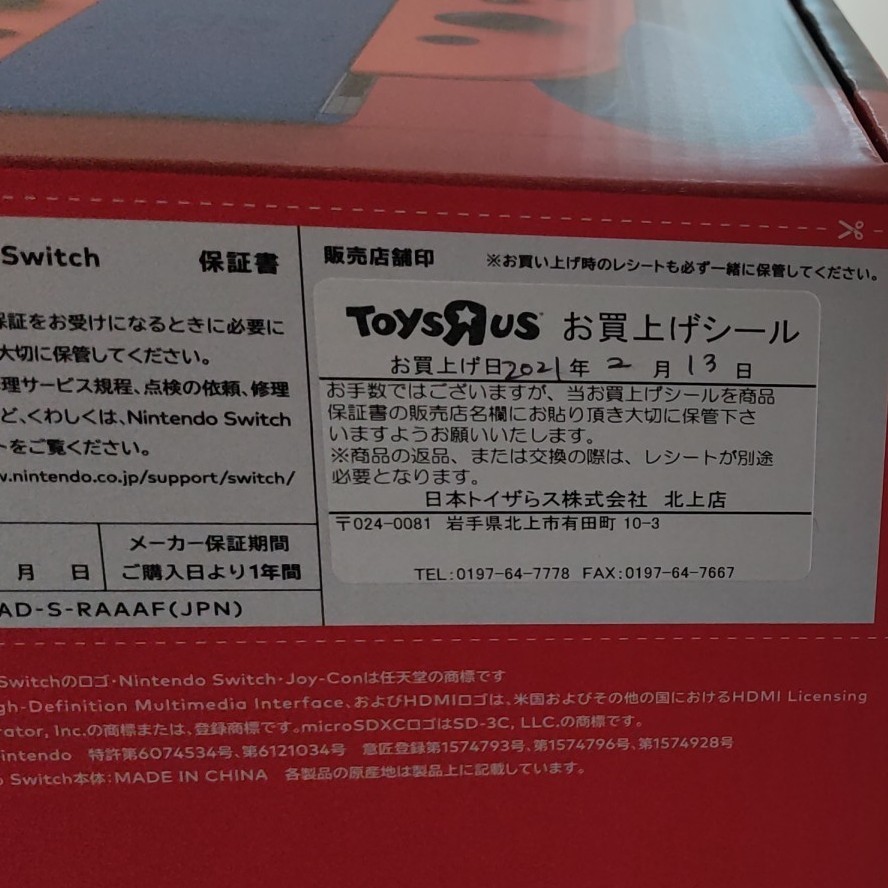 Switch 保証書
保証をお受けになるときに必要に
大切に保管してください。
理サービス規程、点検の依頼、修理
ど、くわしくは、Nintendo Switch
トをご覧ください。
w.nintendo.co.jp/support/switch/
月 日
メーカー保証期間
ご購入日より1年間
AD-S-RAAAF(JPN)
販売店舗印 ※お買い上げ時のレシートも必ず一緒に保管してください。
TOYSЯUS お買上げシール
お買上げ日2021年 2 月 13 日
お手数ではございますが、当お買上げシールを商品
保証書の販売店名欄にお貼り頂き大切に保管下さ
いますようお願いいたします。
※商品の返品、または交換の際は、レシートが別途
必要となります。
日本トイザらス株式会社 北上店
〒024-0081 岩手県北上市有田町 10-3
TEL:0197-64-7778 FAX:0197-64-7667
Switchのロゴ・Nintendo Switch・Joy-Conは任天堂の商標です
gh-Definition Multimedia Interface、およびHDMIロゴは、米国およびその他の国におけるHDMI Licensing
rator, Inc.の商標または、登録商標です。microSDXCロゴはSD-3C, LLC.の商標です。
intendo 特許第6074534号、第6121034号 意匠登録第1574793号、第1574796号、第1574928号
o Switch本体：MADE IN CHINA 各製品の原産地は製品上に記載しています。